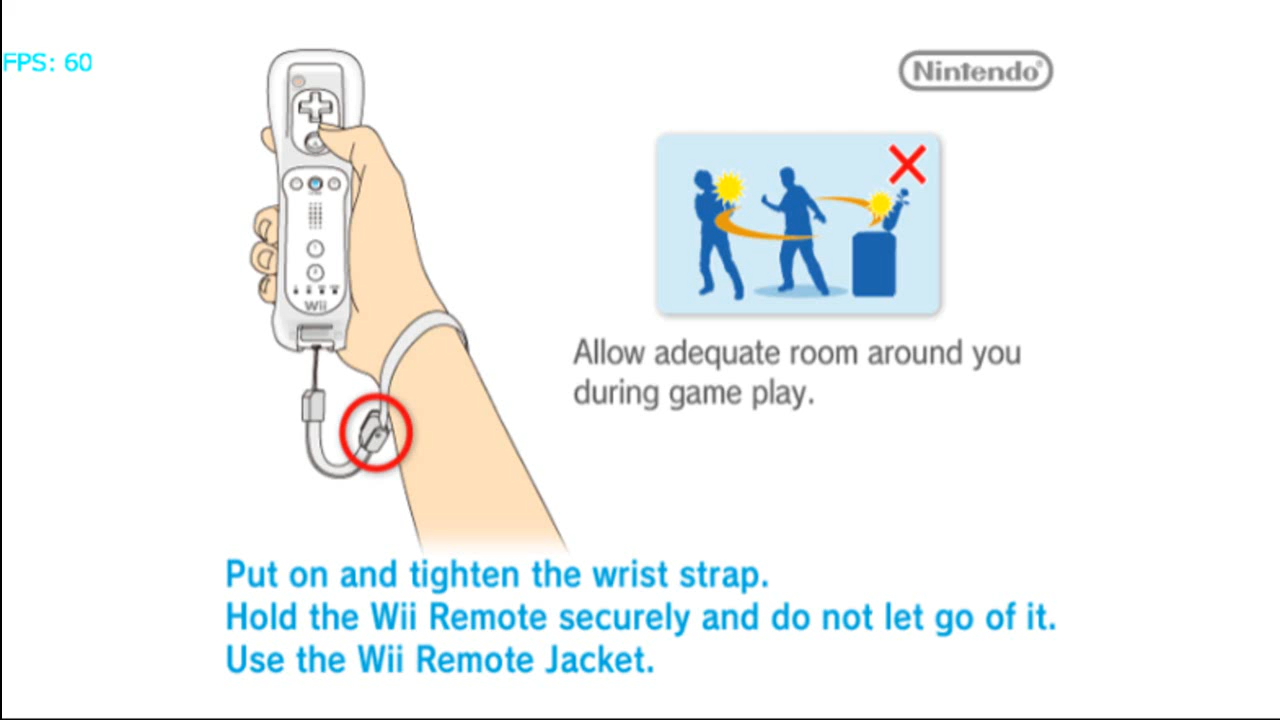 FPS: 60
Nintendo®
Wii
Allow adequate room around you
during game play.
Put on and tighten the wrist strap.
Hold the Wii Remote securely and do not let go of it.
Use the Wii Remote Jacket.